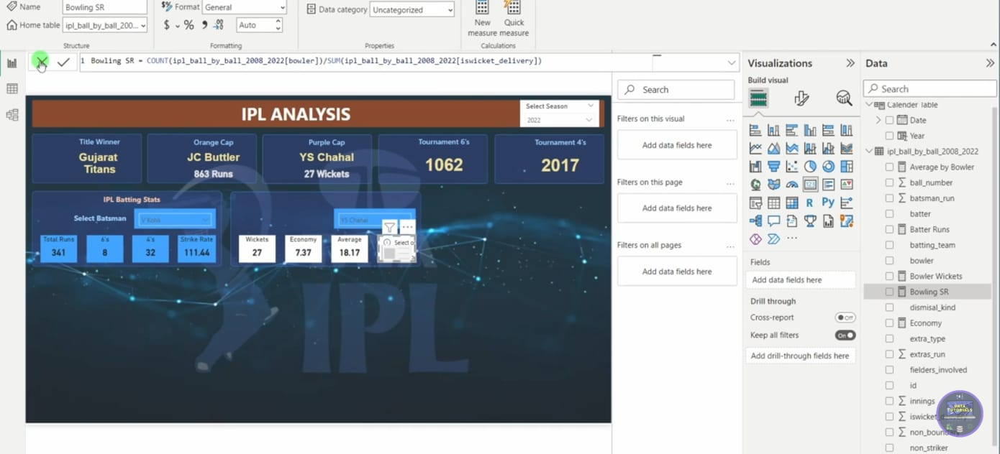 Name Bowling SR
Home table ipl_ball_by_ball_200...
Structure
Format General
$ % Auto
Formatting
Data category Uncategorized
Properties
New measure
Quick measure
Calculations
1 Bowling SR = COUNT(ipl_ball_by_ball_2008_2022[bowler])/SUM(ipl_ball_by_ball_2008_2022[iswicket_delivery])
IPL ANALYSIS
Select Season
2022
Title Winner
Gujarat
Titans
Orange Cap
JC Buttler
863 Runs
Purple Cap
YS Chahal
27 Wickets
Tournament 6's
1062
Tournament 4's
2017
IPL Batting Stats
Select Batsman V Kohli
Total Runs
341
6's
8
4's
32
Strike Rate
111.44
YS Chahal
Wickets
27
Economy
7.37
Average
18.17
Select o
IPL
Search
Filters on this visual ...
Add data fields here
Filters on this page ...
Add data fields here
Filters on all pages ...
Add data fields here
Visualizations
Build visual
R Py
...
Fields
Add data fields here
Drill through
Cross-report Off
Keep all filters On
Add drill-through fields here
Data
Search
Calender Table
Date
Year
ipl_ball_by_ball_2008_2022
Average by Bowler
ball_number
batsman_run
batter
Batter Runs
batting_team
bowler
Bowler Wickets
Bowling SR
dismisal_kind
Economy
extra_type
extras_run
fielders_involved
id
innings
non_striker
DATA
TUTORIALS